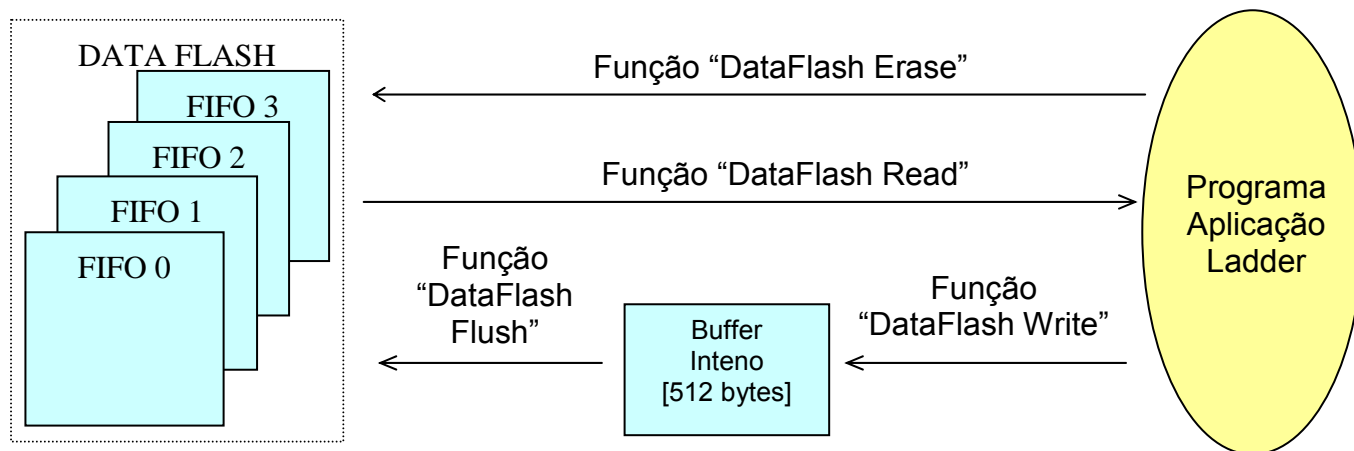 DATA FLASH
FIFO 3
FIFO 2
FIFO 1
FIFO 0
Função “DataFlash Erase”
Função “DataFlash Read”
Função
“DataFlash
Flush”
Buffer
Inteno
[512 bytes]
Função
“DataFlash Write”
Programa
Aplicação
Ladder